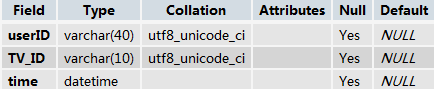 Field Type Collation Attributes Null Default
userID varchar(40) utf8_unicode_ci Yes NULL
TV_ID varchar(10) utf8_unicode_ci Yes NULL
time datetime Yes NULL